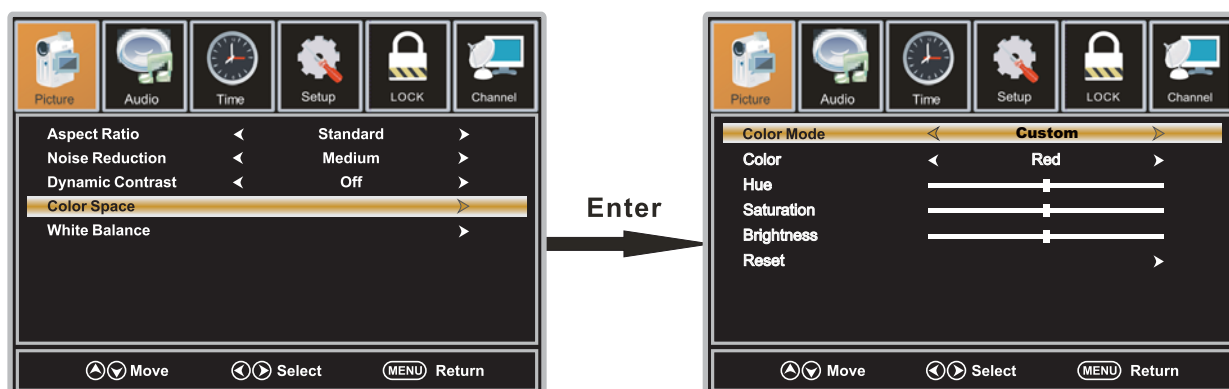 Picture Audio Time Setup LOCK Channel
Aspect Ratio Standard
Noise Reduction Medium
Dynamic Contrast Off
Color Space
White Balance
Move Select MENU Return
Enter
Picture Audio Time Setup LOCK Channel
Color Mode Custom
Color Red
Hue
Saturation
Brightness
Reset
Move Select MENU Return